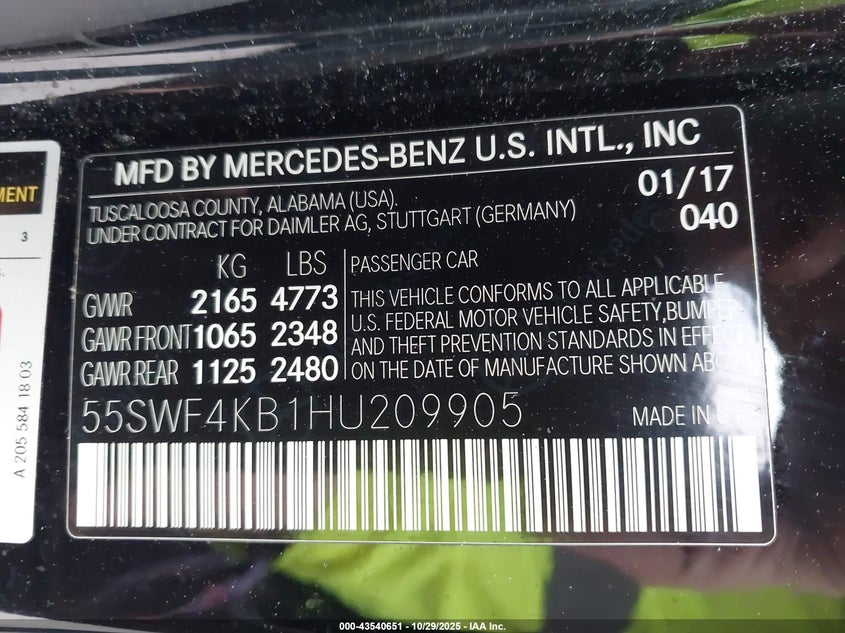 MENT
3
A 205 584 18 03
MFD BY MERCEDES-BENZ U.S. INTL., INC
TUSCALOOSA COUNTY, ALABAMA (USA).
01/17
UNDER CONTRACT FOR DAIMLER AG, STUTTGART (GERMANY)
040
KG LBS
GVWR 2165 4773
GAWR FRONT 1065 2348
GAWR REAR 1125 2480
PASSENGER CAR
THIS VEHICLE CONFORMS TO ALL APPLICABLE
U.S. FEDERAL MOTOR VEHICLE SAFETY, BUMPER
AND THEFT PREVENTION STANDARDS IN EFFECT
ON THE DATE OF MANUFACTURE SHOWN
55SWF4KB1HU209905
MADE IN
000-43540651 | 10/29/2025 - IAA Inc.